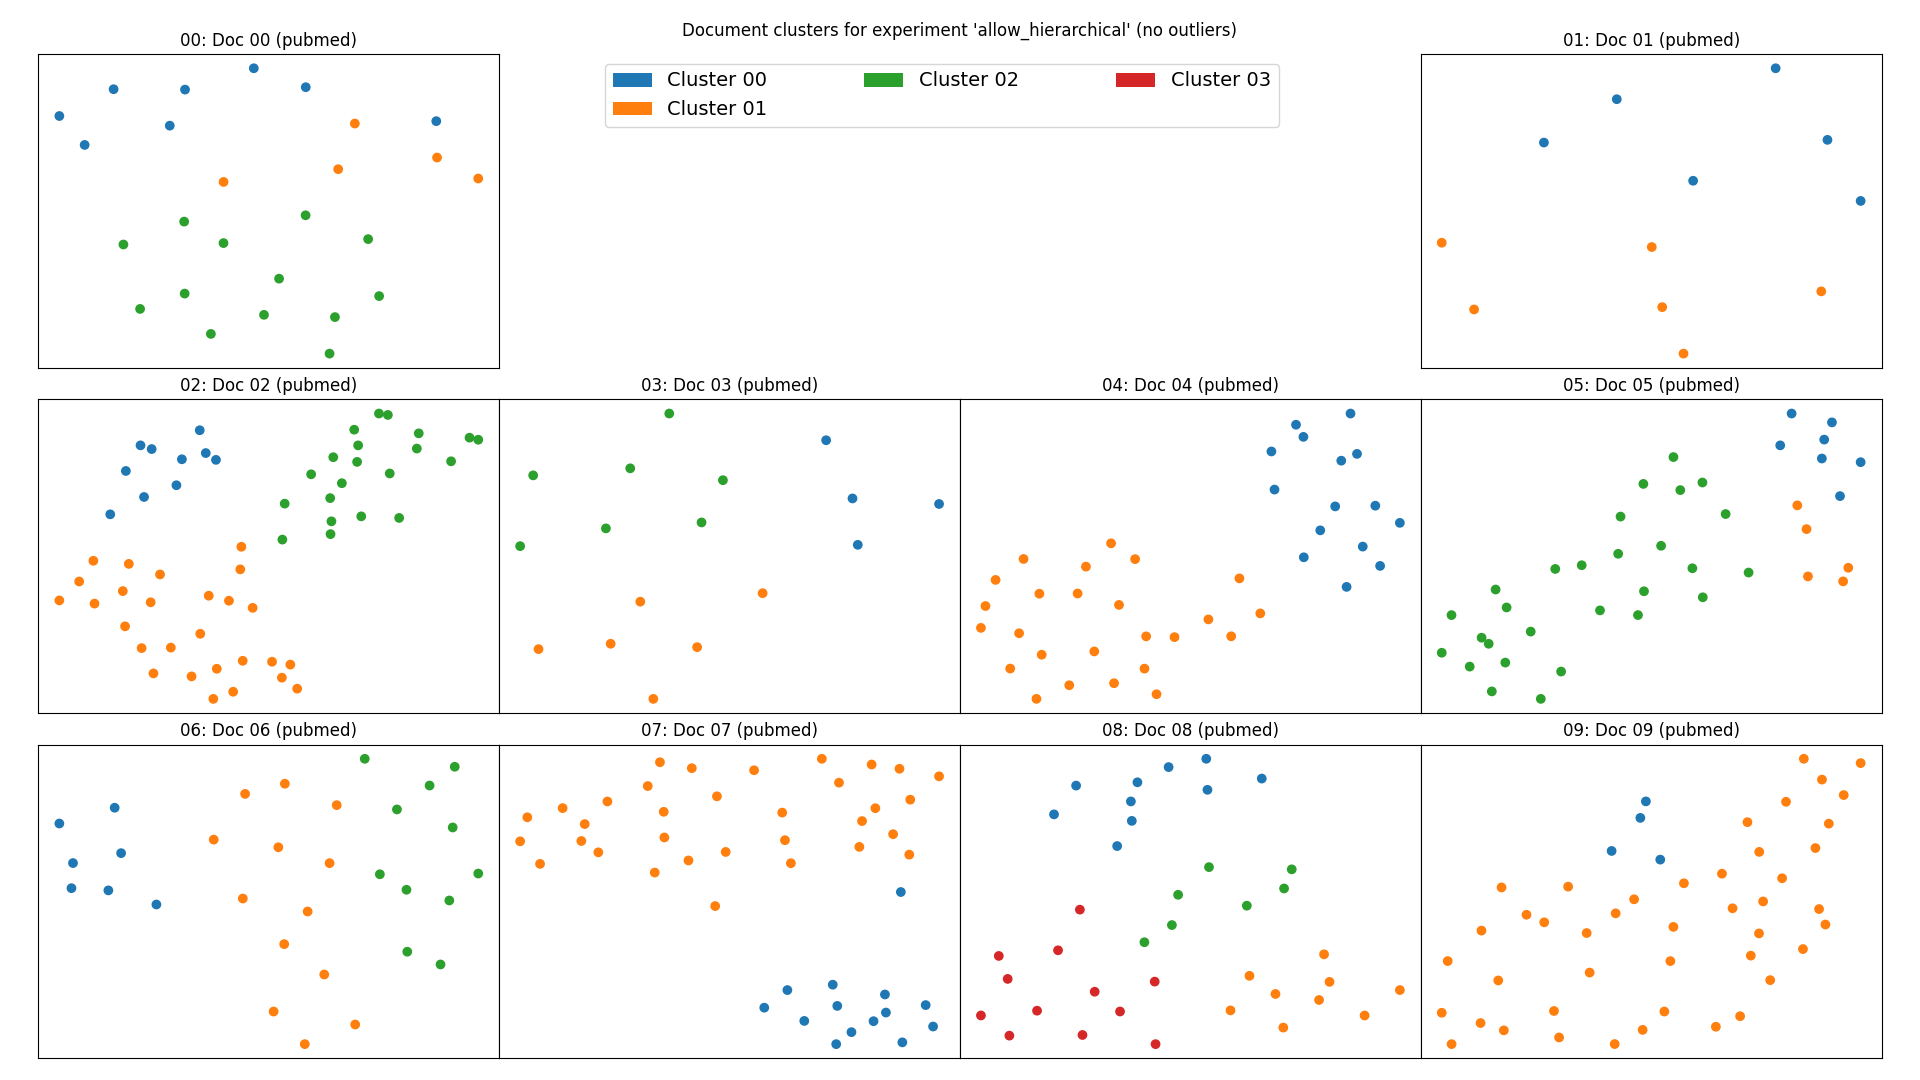 Document clusters for experiment 'allow_hierarchical' (no outliers)
00: Doc 00 (pubmed)
Cluster 00
Cluster 01
Cluster 02
Cluster 03
01: Doc 01 (pubmed)
02: Doc 02 (pubmed)
03: Doc 03 (pubmed)
04: Doc 04 (pubmed)
05: Doc 05 (pubmed)
06: Doc 06 (pubmed)
07: Doc 07 (pubmed)
08: Doc 08 (pubmed)
09: Doc 09 (pubmed)